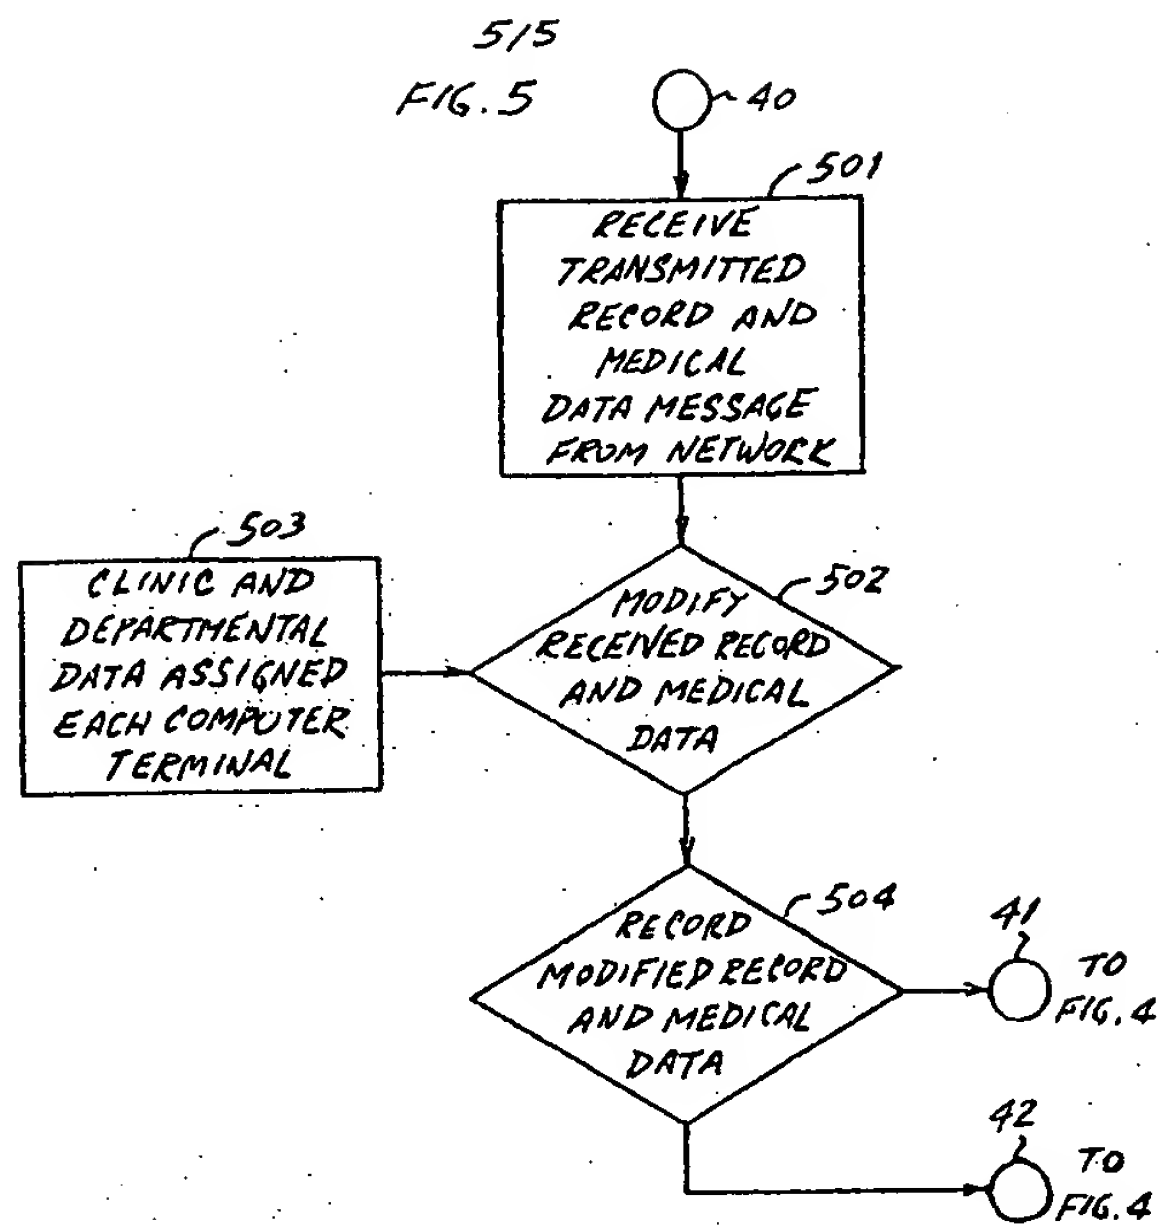 5/5
FIG. 5
40
501
RECEIVE
TRANSMITTED
RECORD AND
MEDICAL
DATA MESSAGE
FROM NETWORK
503
CLINIC AND
DEPARTMENTAL
DATA ASSIGNED
EACH COMPUTER
TERMINAL
502
MODIFY
RECEIVED RECORD
AND MEDICAL
DATA
504
RECORD
MODIFIED RECORD
AND MEDICAL
DATA
41
TO
FIG. 4
42
TO
FIG. 4